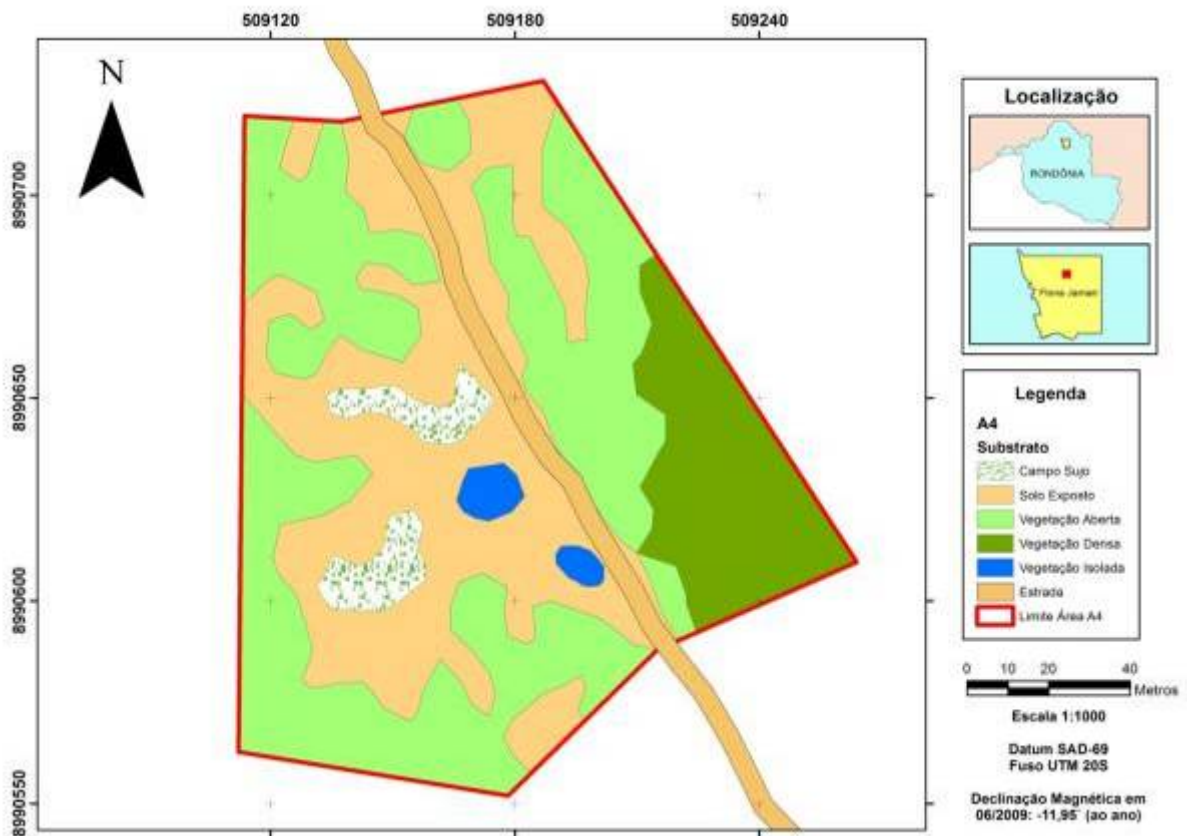 509120 509180 509240
N
8990700
8990650
8990600
8990550
Localização
RONDÔNIA
Flona Jamari
Legenda
A4
Substrato
Campo Sujo
Solo Exposto
Vegetação Aberta
Vegetação Densa
Vegetação Isolada
Estrada
Limite Área A4
0 10 20 40
Metros
Escala 1:1000
Datum SAD-69
Fuso UTM 20S
Declinação Magnética em
06/2009: -11,95' (ao ano)